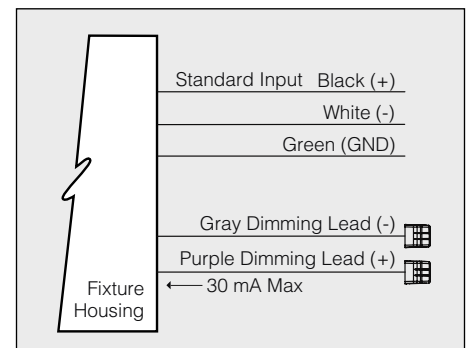 Standard Input Black (+)
White (-)
Green (GND)
Gray Dimming Lead (-)
Purple Dimming Lead (+)
30 mA Max
Fixture
Housing